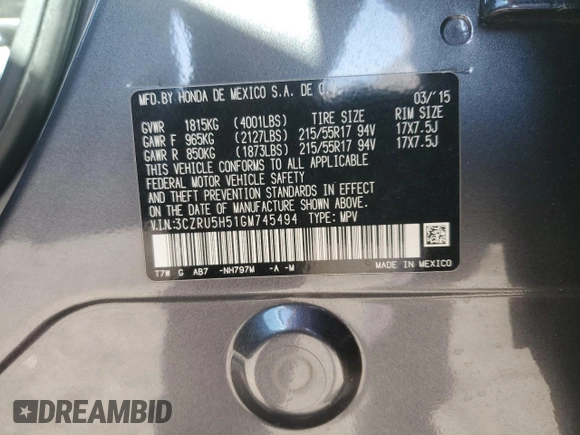 MFD.BY HONDA DE MEXICO S.A. DE C. 03/'15
GVWR 1815KG (4001LBS) TIRE SIZE RIM SIZE
GAWR F 965KG (2127LBS) 215/55R17 94V 17X7.5J
GAWR R 850KG (1873LBS) 215/55R17 94V 17X7.5J
THIS VEHICLE CONFORMS TO ALL APPLICABLE
FEDERAL MOTOR VEHICLE SAFETY
AND THEFT PREVENTION STANDARDS IN EFFECT
ON THE DATE OF MANUFACTURE SHOWN ABOVE.
V.I.N:3CZRU5H51GM745494 TYPE: MPV
T7W G AB7 -NH797M -A -M MADE IN MEXICO
DREAMBID